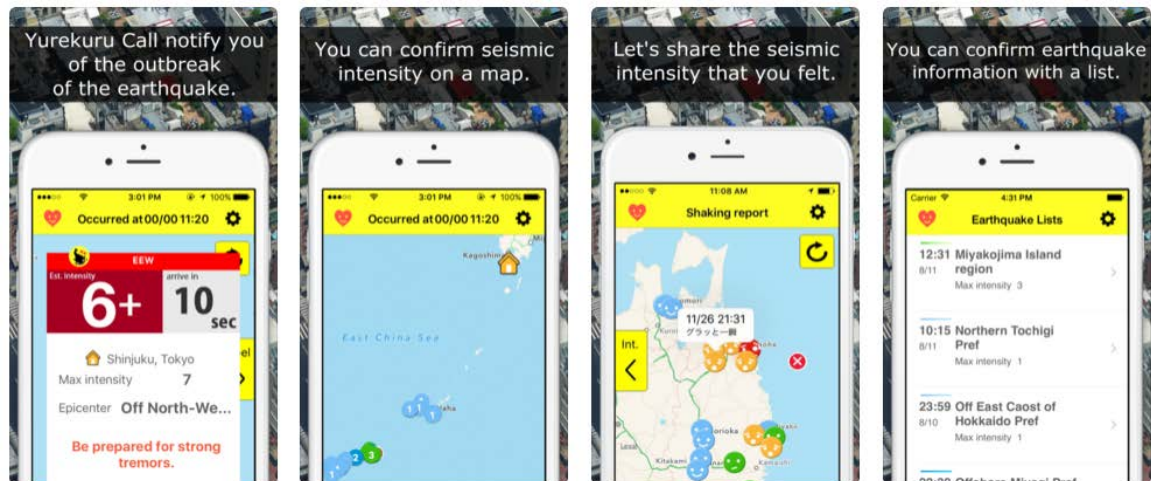 Yurekuru Call notify you
of the outbreak
of the earthquake.
3:01 PM
100%
Occurred at 00/00 11:20
EEW
Est. Intensity
6+
arrive in
10
sec
Shinjuku, Tokyo
Max intensity 7
Epicenter Off North-We...
Be prepared for strong
tremors.
You can confirm seismic
intensity on a map.
3:01 PM
100%
Occurred at 00/00 11:20
East China Sea
1
1
1
2
3
Let's share the seismic
intensity that you felt.
11:08 AM
Shaking report
11/26 21:31
グラッと一瞬
Int.
Kitakami
You can confirm earthquake
information with a list.
Carrier
4:31 PM
Earthquake Lists
12:31 Miyakojima Island
8/11 region
Max intensity 3
10:15 Northern Tochigi
8/11 Pref
Max intensity 1
23:59 Off East Caost of
8/10 Hokkaido Pref
Max intensity 1